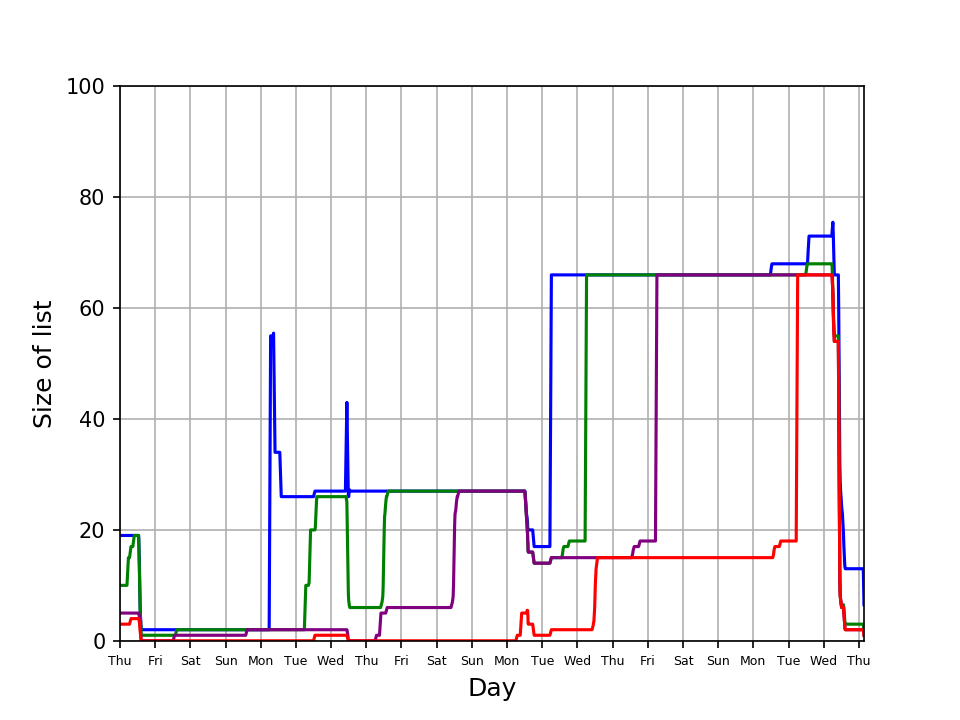 100
80
60
40
20
0
Size of list
Thu Fri Sat Sun Mon Tue Wed Thu Fri Sat Sun Mon Tue Wed Thu Fri Sat Sun Mon Tue Wed Thu
Day